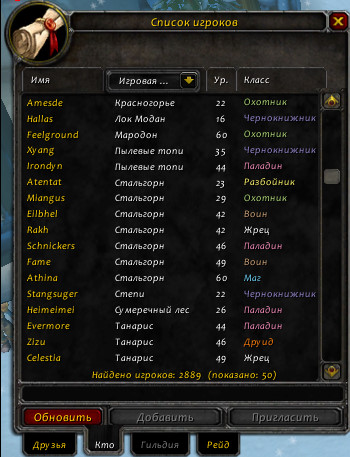 Список игроков
Имя Игровая ... Ур. Класс
Amesde Красногорье 22 Охотник
Hallas Лок Модан 16 Чернокнижник
Feelground Мародон 60 Охотник
Xyang Пылевые топи 35 Чернокнижник
Irondyn Пылевые топи 44 Паладин
Atentat Стальгорн 23 Разбойник
Miangus Стальгорн 29 Охотник
Eilbhel Стальгорн 42 Воин
Rakh Стальгорн 42 Жрец
Schnickers Стальгорн 46 Паладин
Fame Стальгорн 49 Воин
Athina Стальгорн 60 Маг
Stangsuger Степи 22 Чернокнижник
Heimeimei Сумеречный лес 26 Паладин
Evermore Танарис 44 Паладин
Zizu Танарис 46 Друид
Celestia Танарис 49 Жрец
Найдено игроков: 2889 (показано: 50)
Обновить Добавить Пригласить
Друзья Кто Гильдия Рейд